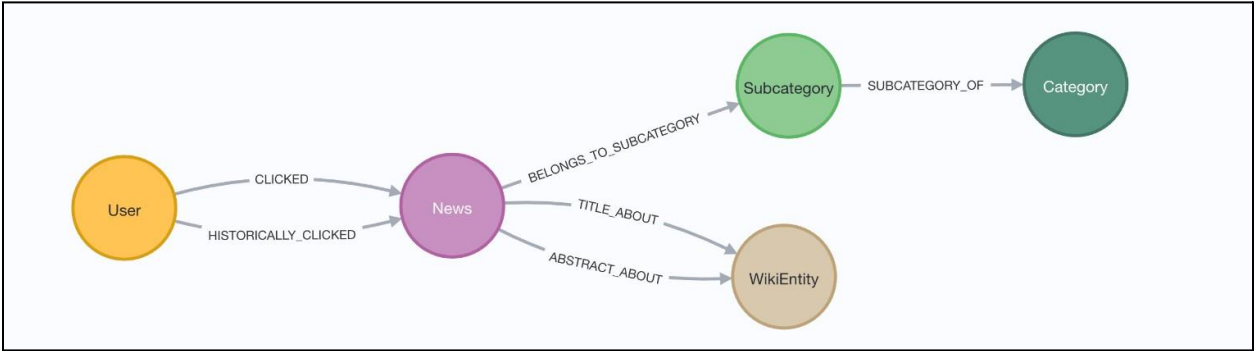 User
CLICKED
HISTORICALLY_CLICKED
News
BELONGS_TO_SUBCATEGORY
TITLE_ABOUT
ABSTRACT_ABOUT
Subcategory
SUBCATEGORY_OF
Category
WikiEntity